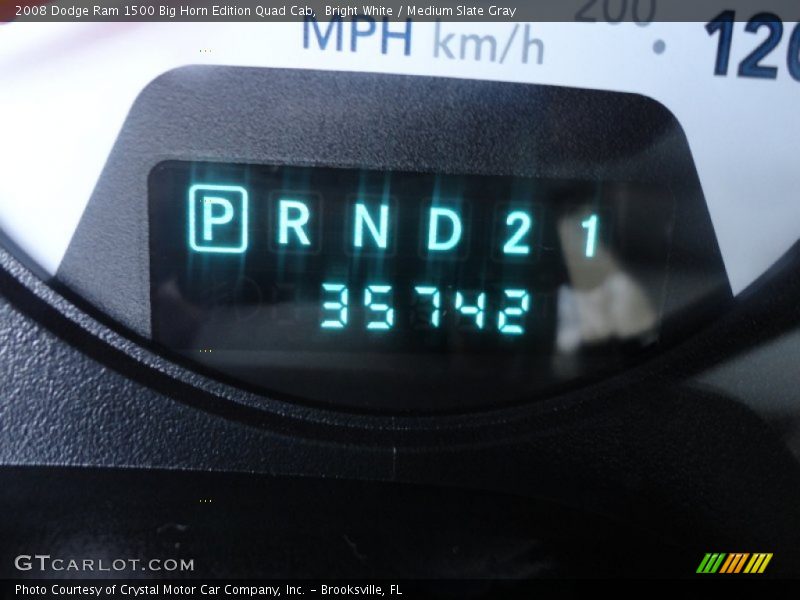 2008 Dodge Ram 1500 Big Horn Edition Quad Cab, Bright White / Medium Slate Gray
MPH km/h 200 120
P R N D 2 1
35742
GTCARLOT.COM
Photo Courtesy of Crystal Motor Car Company, Inc. - Brooksville, FL